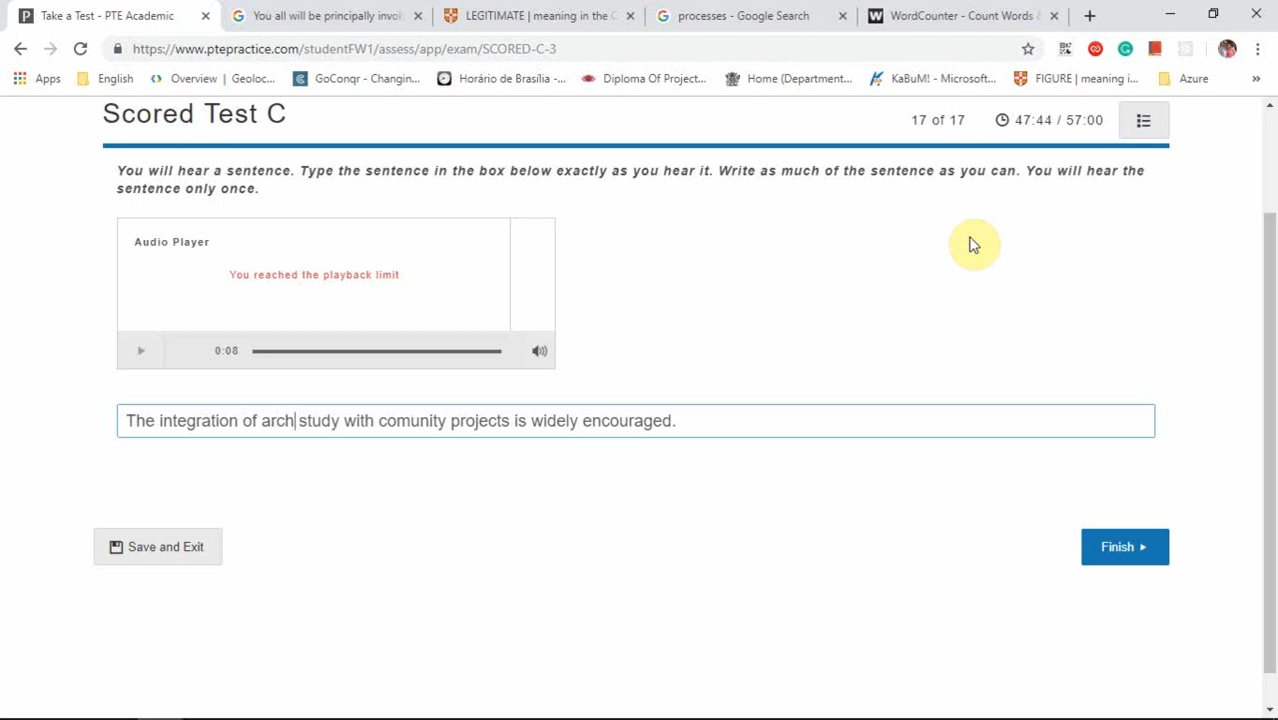 Take a Test - PTE Academic
You all will be principally invol
LEGITIMATE | meaning in the C
processes - Google Search
WordCounter - Count Words &
https://www.ptepractice.com/studentFW1/assess/app/exam/SCORED-C-3
Apps
English
Overview | Geoloc...
GoConqr - Changin...
Horário de Brasília -...
Diploma Of Project...
Home (Department...
KaBuM! - Microsoft...
FIGURE | meaning i...
Azure
»
Scored Test C
17 of 17
47:44 / 57:00
You will hear a sentence. Type the sentence in the box below exactly as you hear it. Write as much of the sentence as you can. You will hear the
sentence only once.
Audio Player
You reached the playback limit
0:08
The integration of arch study with comunity projects is widely encouraged.
Save and Exit
Finish